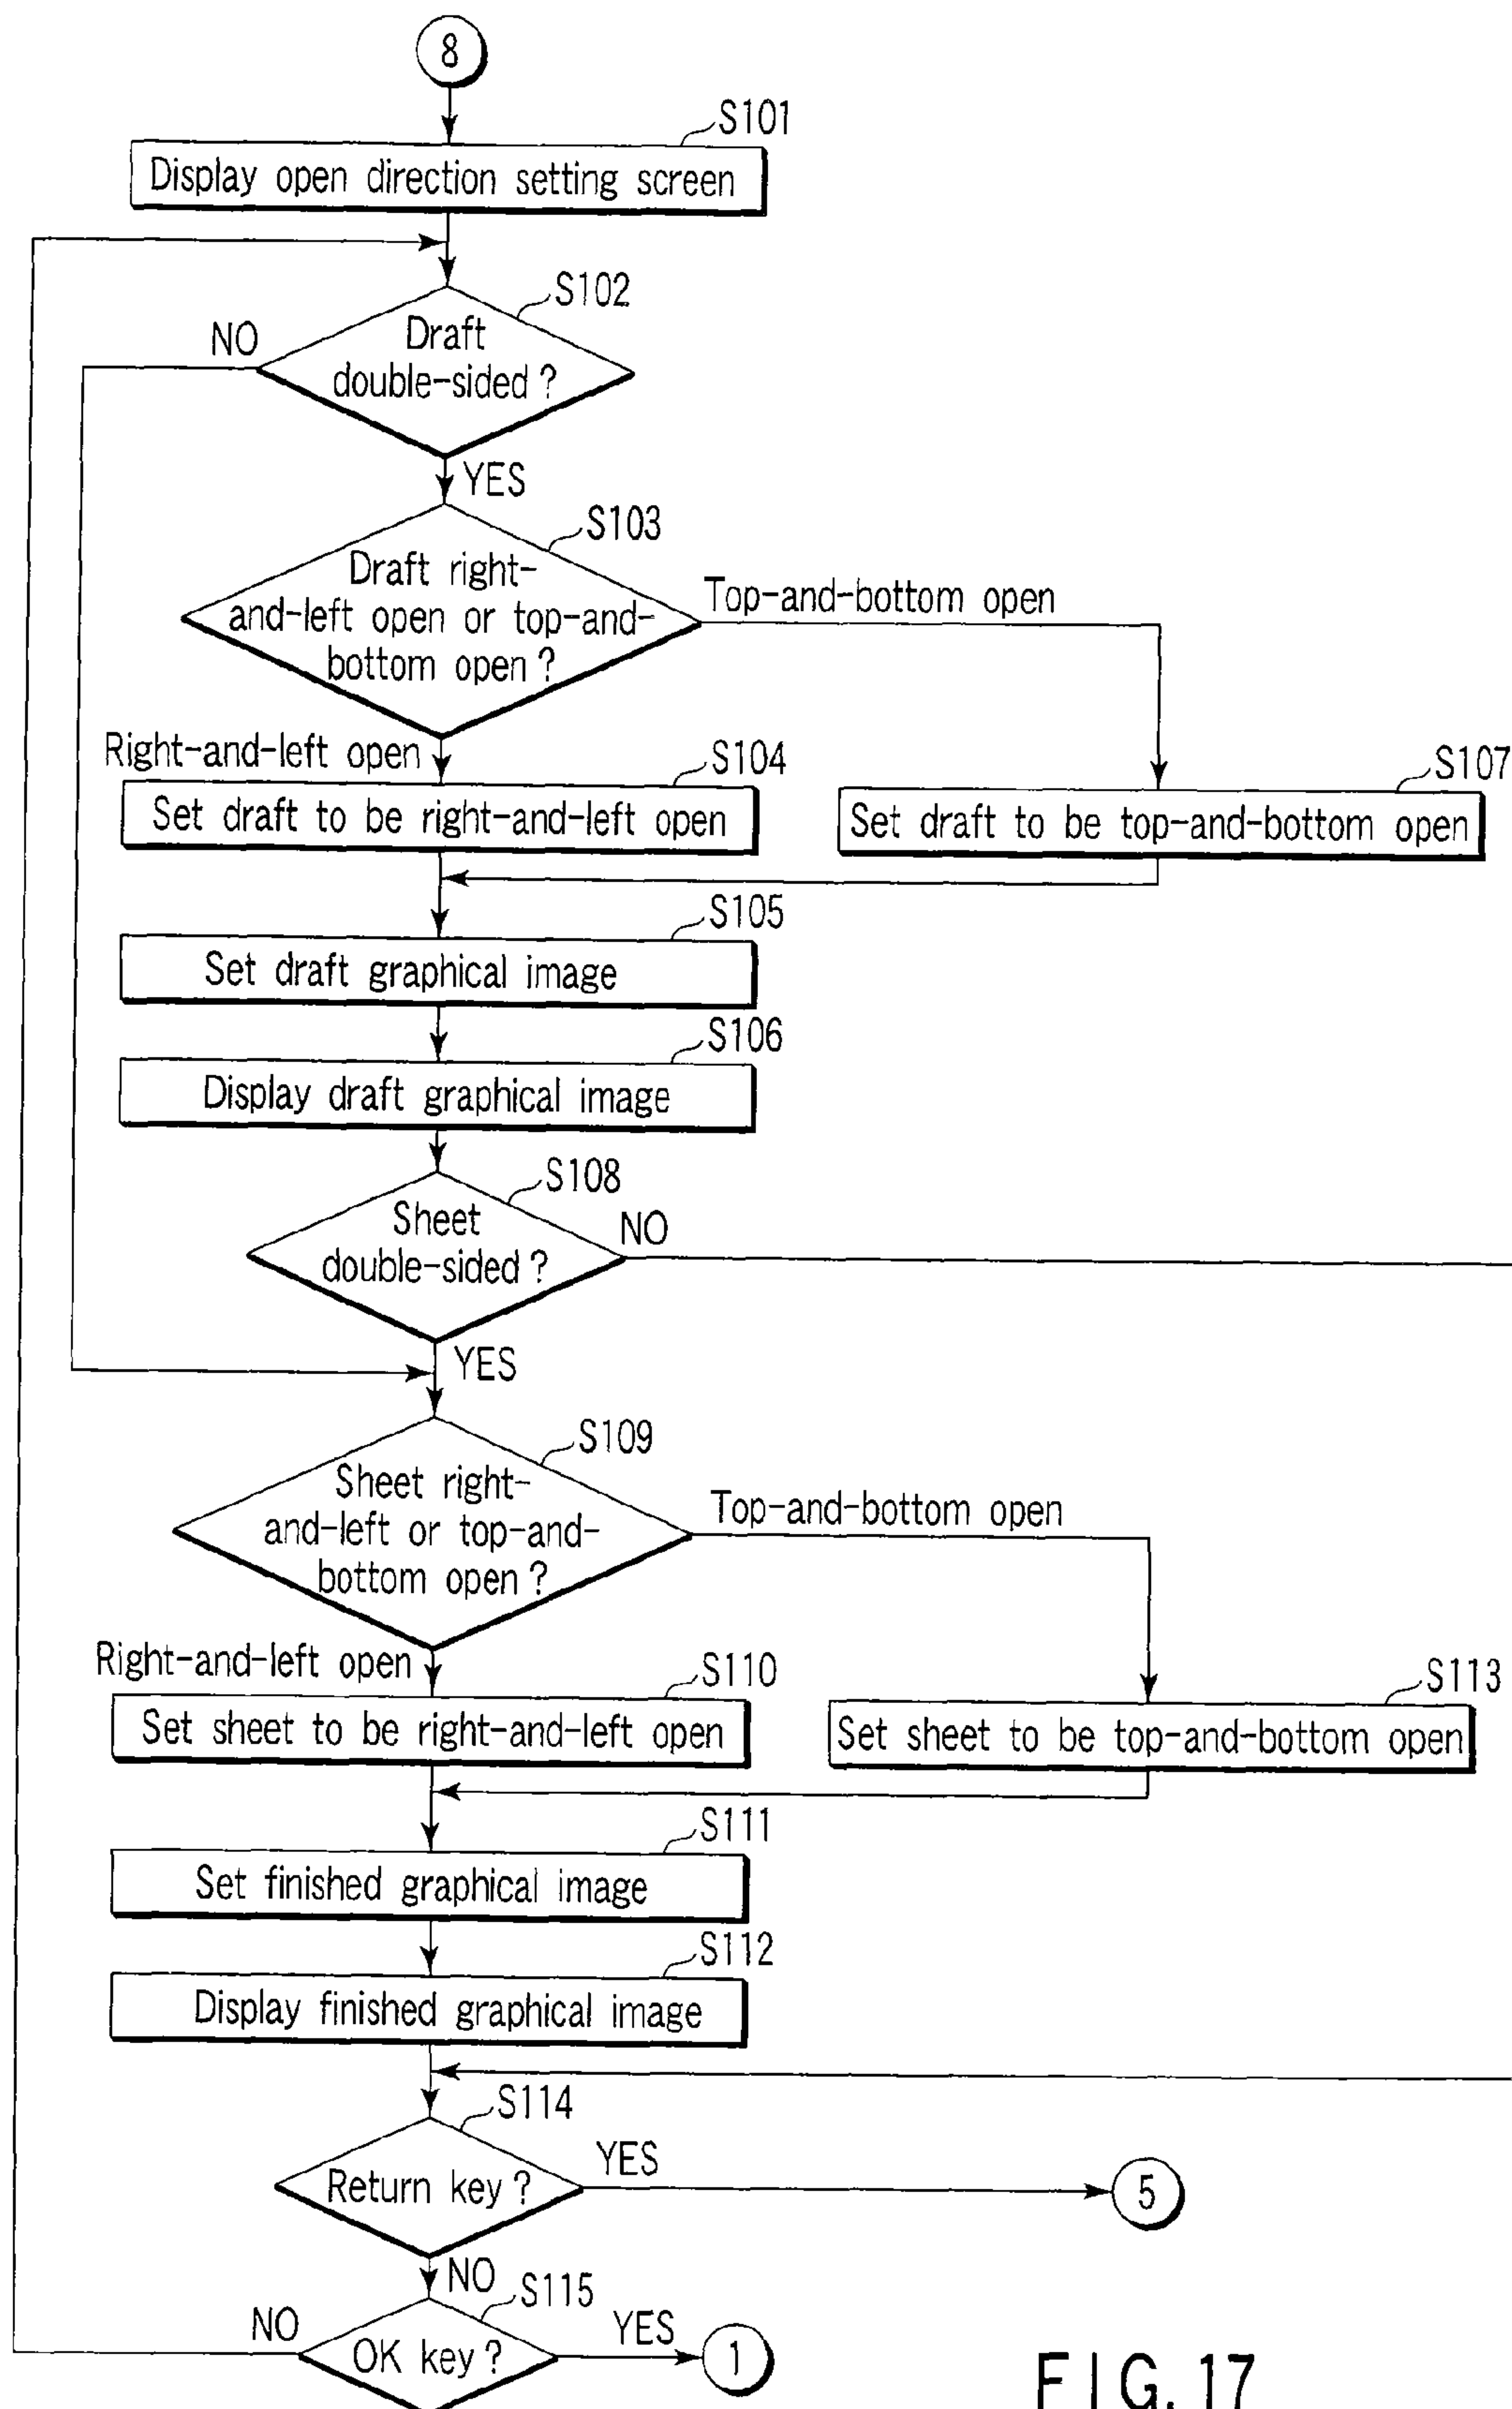 8
S101
Display open direction setting screen
S102
NO
Draft
double-sided ?
YES
S103
Draft right-
and-left open or top-and-
bottom open ?
Top-and-bottom open
Right-and-left open
S104
S107
Set draft to be right-and-left open
Set draft to be top-and-bottom open
S105
Set draft graphical image
S106
Display draft graphical image
S108
Sheet
double-sided ?
NO
YES
S109
Sheet right-
and-left or top-and-
bottom open ?
Top-and-bottom open
Right-and-left open
S110
S113
Set sheet to be right-and-left open
Set sheet to be top-and-bottom open
S111
Set finished graphical image
S112
Display finished graphical image
S114
Return key ?
YES
5
NO
S115
NO
OK key ?
YES
1
FIG. 17